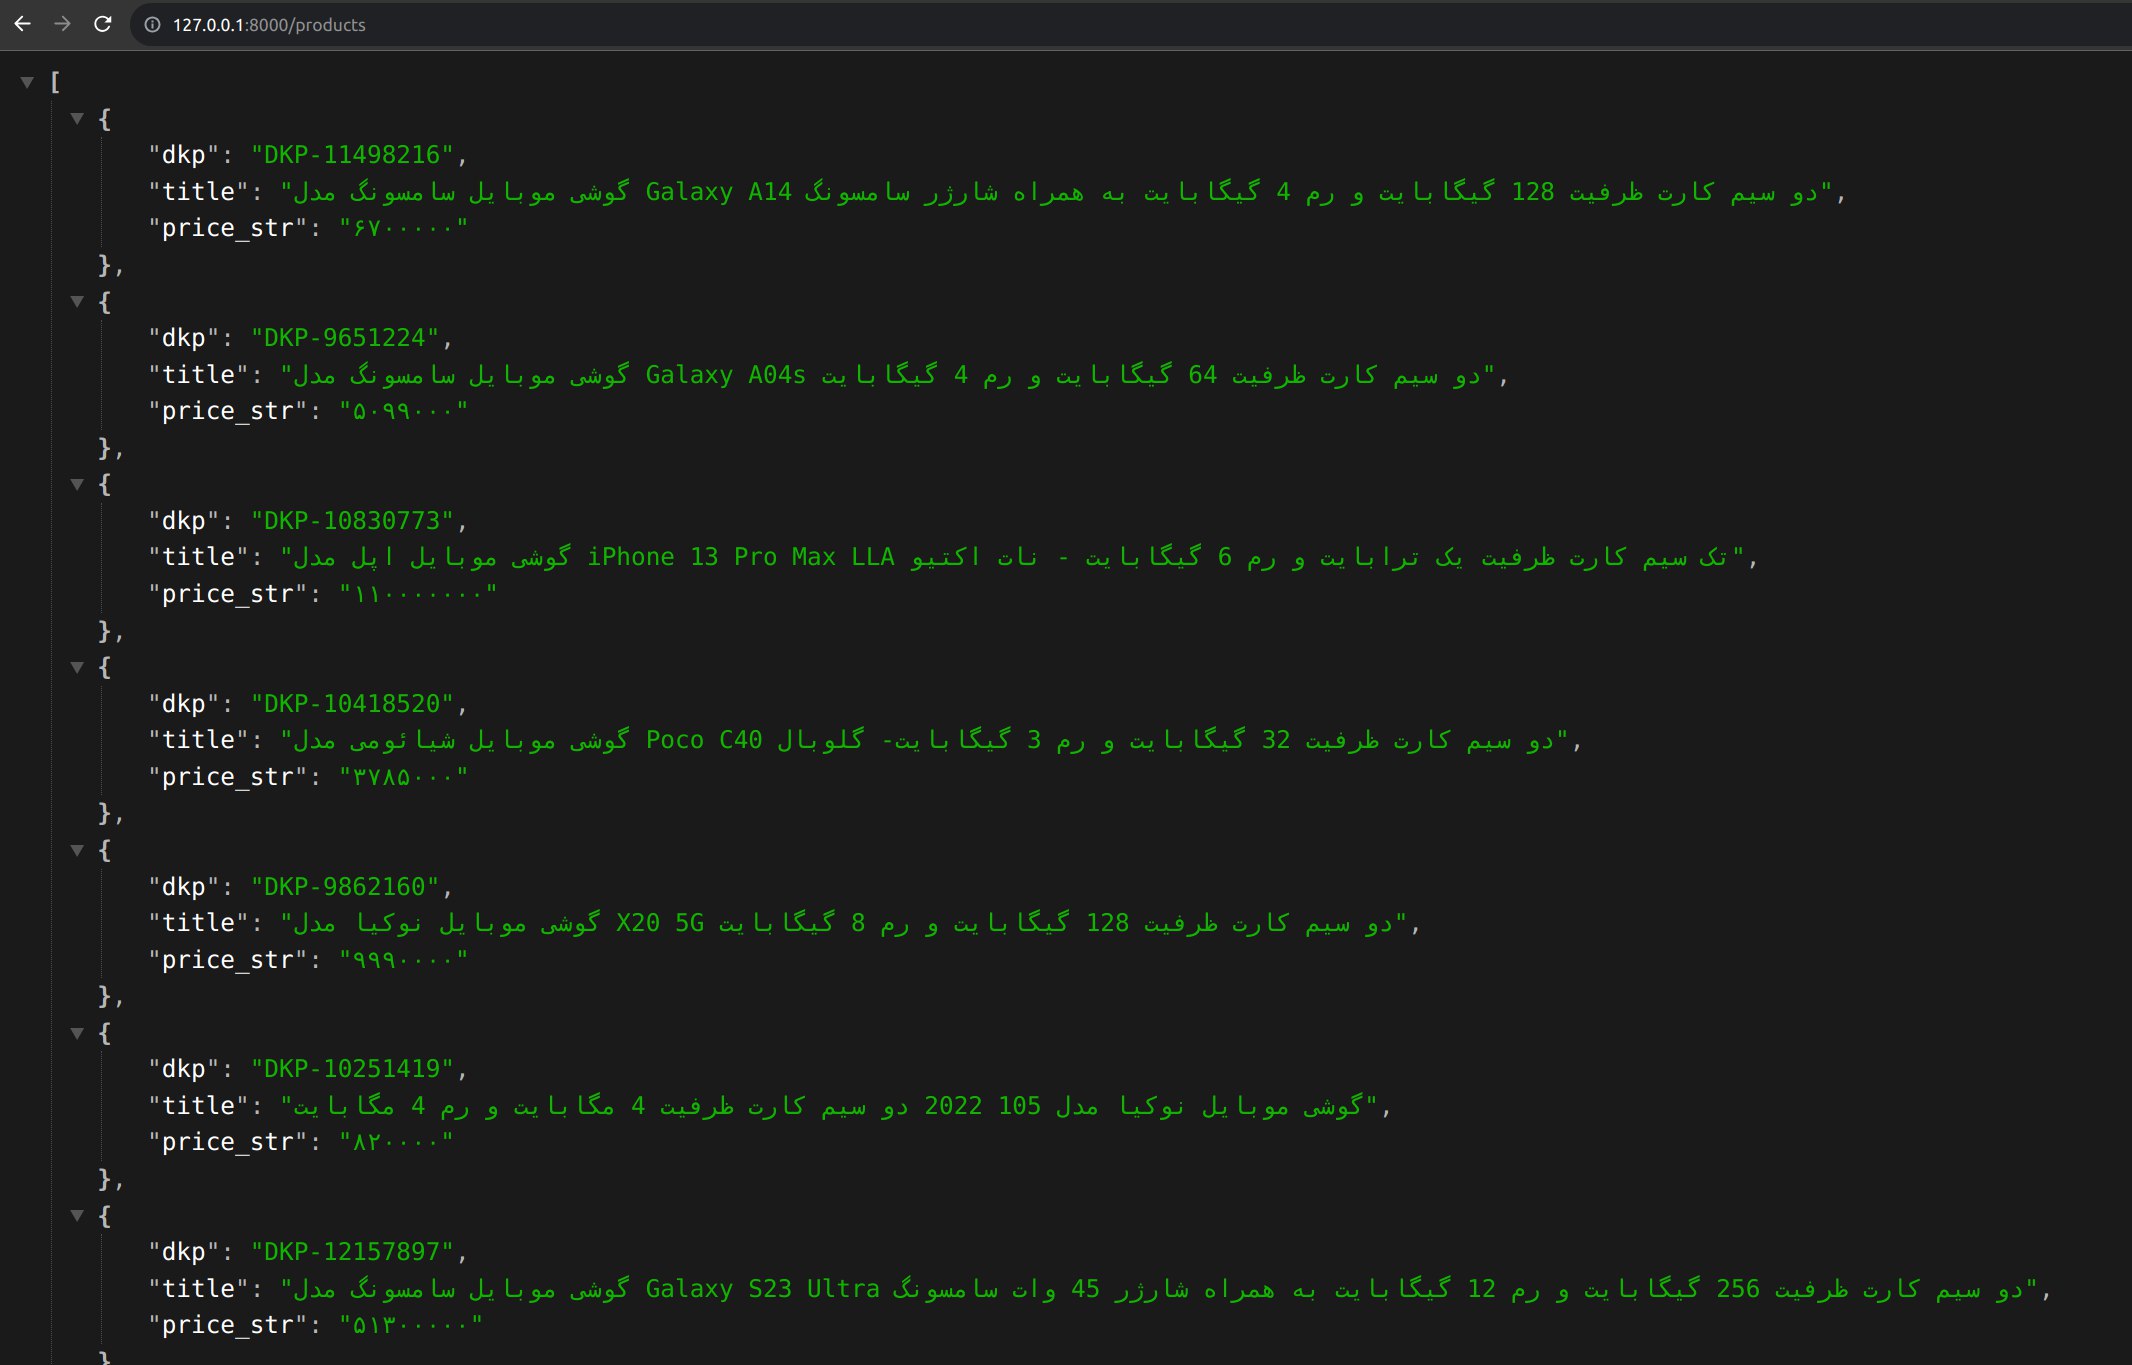 127.0.0.1:8000/products
[
{
"dkp": "DKP-11498216",
"title": "گوشی موبایل سامسونگ مدل Galaxy A14 دو سیم کارت ظرفیت 128 گیگابایت و رم 4 گیگابایت به همراه شارژر سامسونگ",
"price_str": "۶۷۰۰۰۰۰"
},
{
"dkp": "DKP-9651224",
"title": "گوشی موبایل سامسونگ مدل Galaxy A04s دو سیم کارت ظرفیت 64 گیگابایت و رم 4 گیگابایت",
"price_str": "۵۰۹۹۰۰۰"
},
{
"dkp": "DKP-10830773",
"title": "گوشی موبایل اپل مدل iPhone 13 Pro Max LLA تک سیم کارت ظرفیت یک ترابایت و رم 6 گیگابایت - نات اکتیو",
"price_str": "۱۱۰۰۰۰۰۰۰"
},
{
"dkp": "DKP-10418520",
"title": "گوشی موبایل شیائومی مدل Poco C40 دو سیم کارت ظرفیت 32 گیگابایت و رم 3 گیگابایت- گلوبال",
"price_str": "۳۷۸۵۰۰۰"
},
{
"dkp": "DKP-9862160",
"title": "گوشی موبایل نوکیا مدل X20 5G دو سیم کارت ظرفیت 128 گیگابایت و رم 8 گیگابایت",
"price_str": "۹۹۹۰۰۰۰"
},
{
"dkp": "DKP-10251419",
"title": "گوشی موبایل نوکیا مدل 105 2022 دو سیم کارت ظرفیت 4 مگابایت و رم 4 مگابایت",
"price_str": "۸۲۰۰۰۰"
},
{
"dkp": "DKP-12157897",
"title": "گوشی موبایل سامسونگ مدل Galaxy S23 Ultra دو سیم کارت ظرفیت 256 گیگابایت و رم 12 گیگابایت به همراه شارژر 45 وات سامسونگ",
"price_str": "۵۱۳۰۰۰۰۰"
}